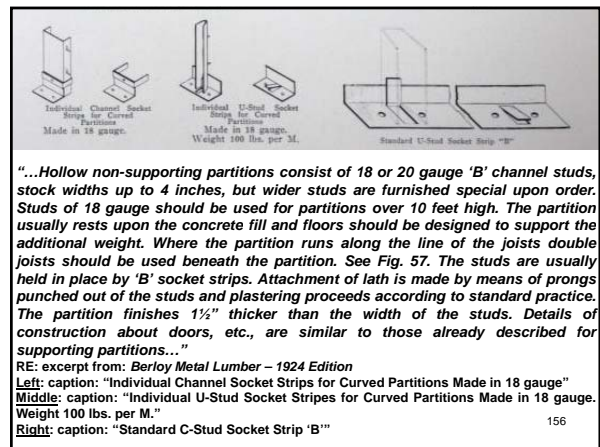 Individual Channel Socket
Strips for Curved
Partitions
Made in 18 gauge.
Individual U-Stud Socket
Strips for Curved
Partitions
Made in 18 gauge.
Weight 100 lbs. per M.
Standard U-Stud Socket Strip "B"
“…Hollow non-supporting partitions consist of 18 or 20 gauge ‘B’ channel studs,
stock widths up to 4 inches, but wider studs are furnished special upon order.
Studs of 18 gauge should be used for partitions over 10 feet high. The partition
usually rests upon the concrete fill and floors should be designed to support the
additional weight. Where the partition runs along the line of the joists double
joists should be used beneath the partition. See Fig. 57. The studs are usually
held in place by ‘B’ socket strips. Attachment of lath is made by means of prongs
punched out of the studs and plastering proceeds according to standard practice.
The partition finishes 1½” thicker than the width of the studs. Details of
construction about doors, etc., are similar to those already described for
supporting partitions…”
RE: excerpt from: Berloy Metal Lumber – 1924 Edition
Left: caption: “Individual Channel Socket Strips for Curved Partitions Made in 18 gauge”
Middle: caption: “Individual U-Stud Socket Stripes for Curved Partitions Made in 18 gauge.
Weight 100 lbs. per M.”
Right: caption: “Standard C-Stud Socket Strip ‘B’”
156